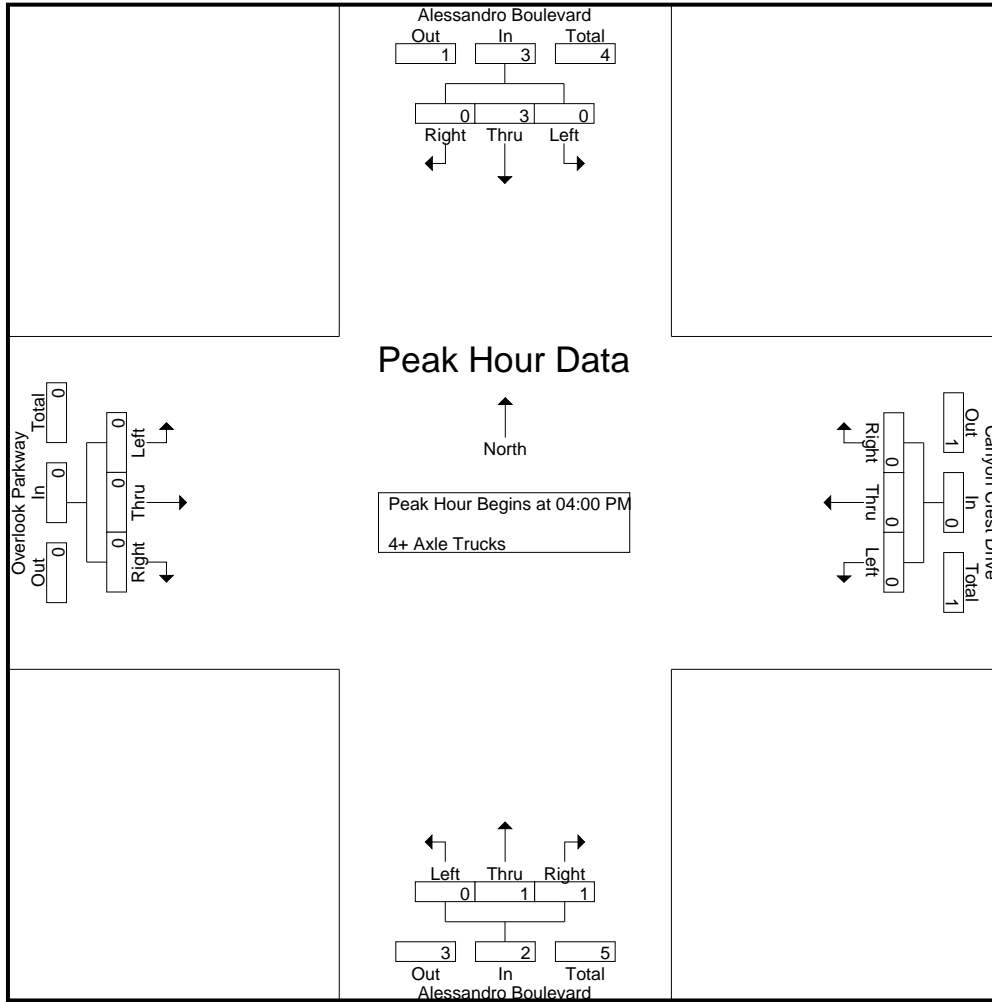 Alessandro Boulevard
Out In Total
1 3 4
0 3 0
Right Thru Left
Peak Hour Data
North
Peak Hour Begins at 04:00 PM
4+ Axle Trucks
Overlook Parkway
Total In Out
0 0 0
0 0 0
Left Thru Right
Canyon Crest Drive
Out In Total
1 0 1
0 0 0
Right Thru Left
Left Thru Right
0 1 1
3 2 5
Out In Total
Alessandro Boulevard